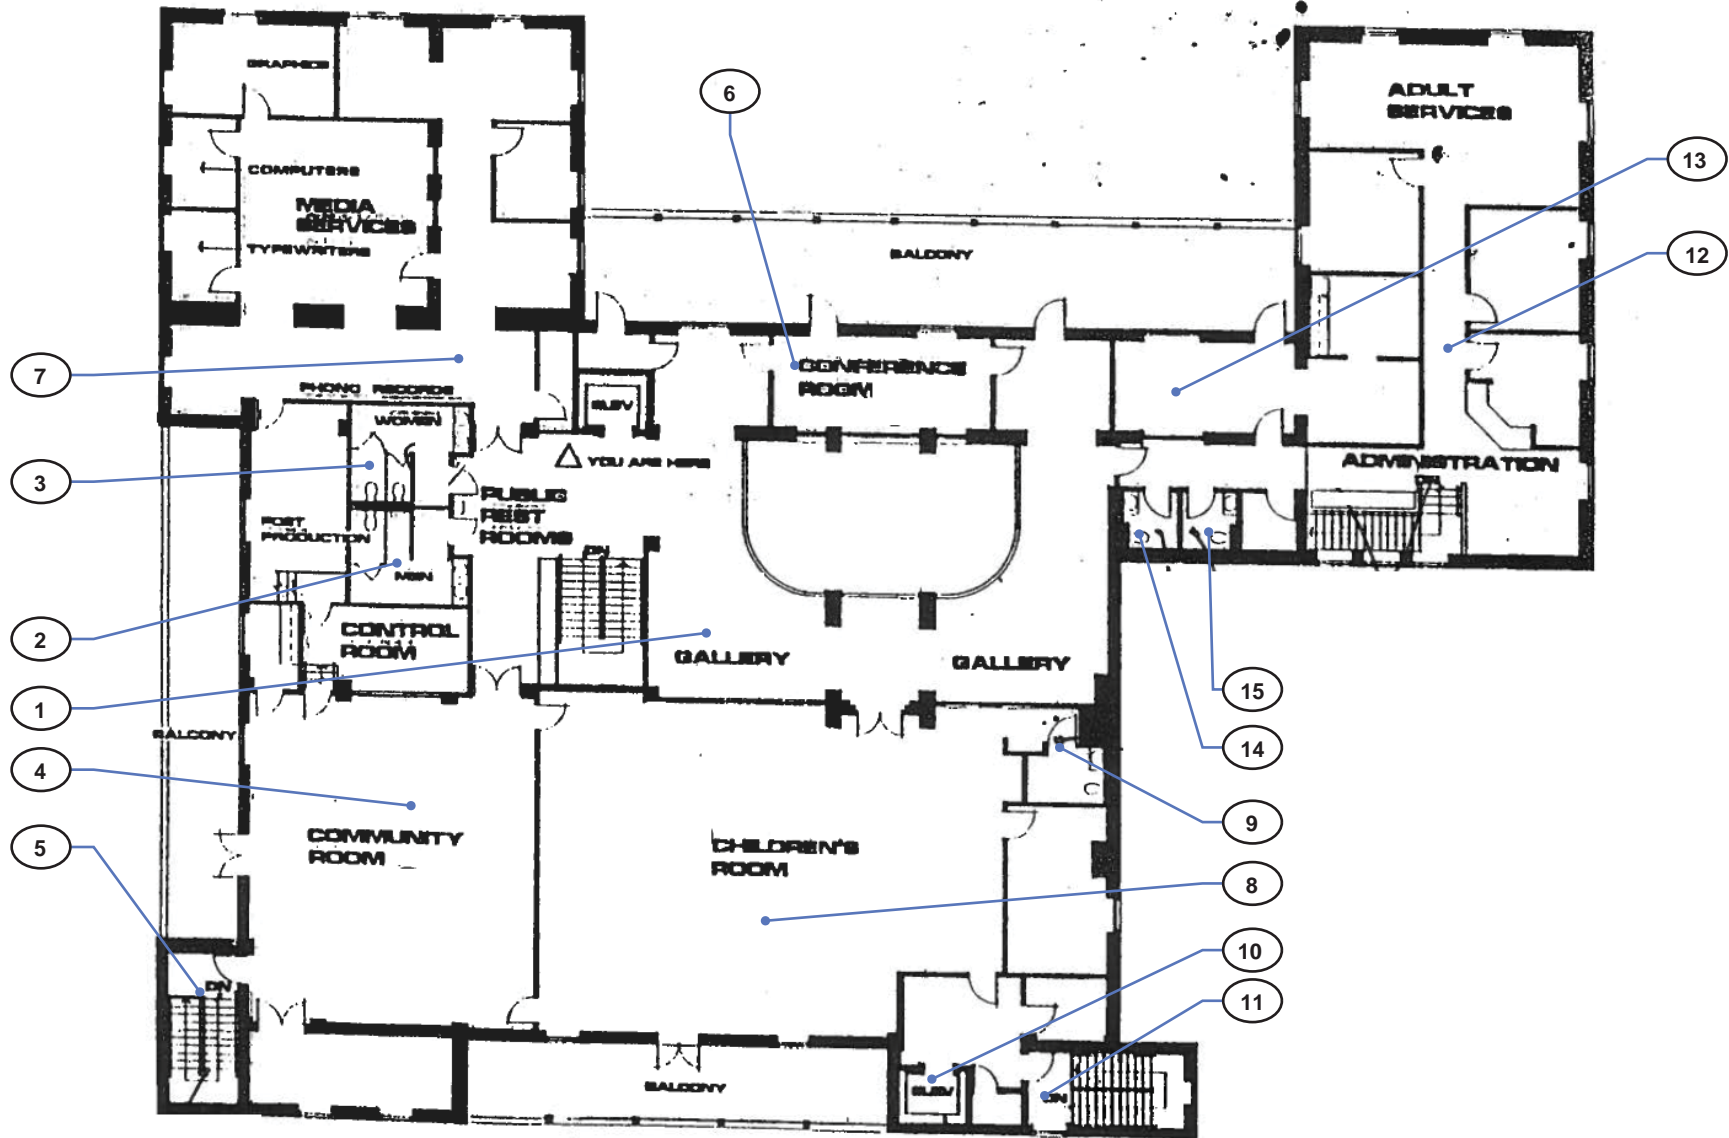 GRAPHICS
ADULT
SERVICES
6
13
COMPUTERS
MEDIA
SERVICES
TYPEWRITERS
BALCONY
12
7
CONFERENCE
ROOM
PHONO RECORDS
WOMEN
ELEV
YOU ARE HERE
ADMINISTRATION
DN
3
PUBLIC
REST
ROOMS
POST
PRODUCTION
DN
MEN
2
CONTROL
ROOM
GALLERY
GALLERY
1
15
BALCONY
14
4
9
COMMUNITY
ROOM
CHILDREN'S
ROOM
5
8
10
DN
11
BALCONY
ELEV
DN